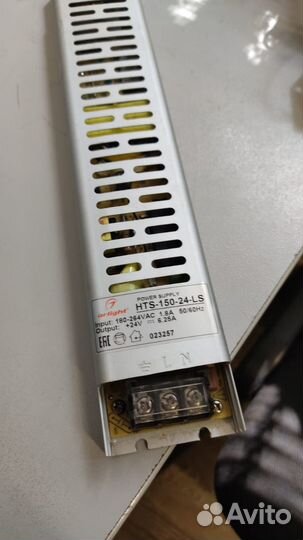 POWER SUPPLY
arlight HTS-150-24-LS
Input: 180-264VAC 1.8A 50/60Hz
Output: +24V 6.25A
EAC 023257
L N
Avito